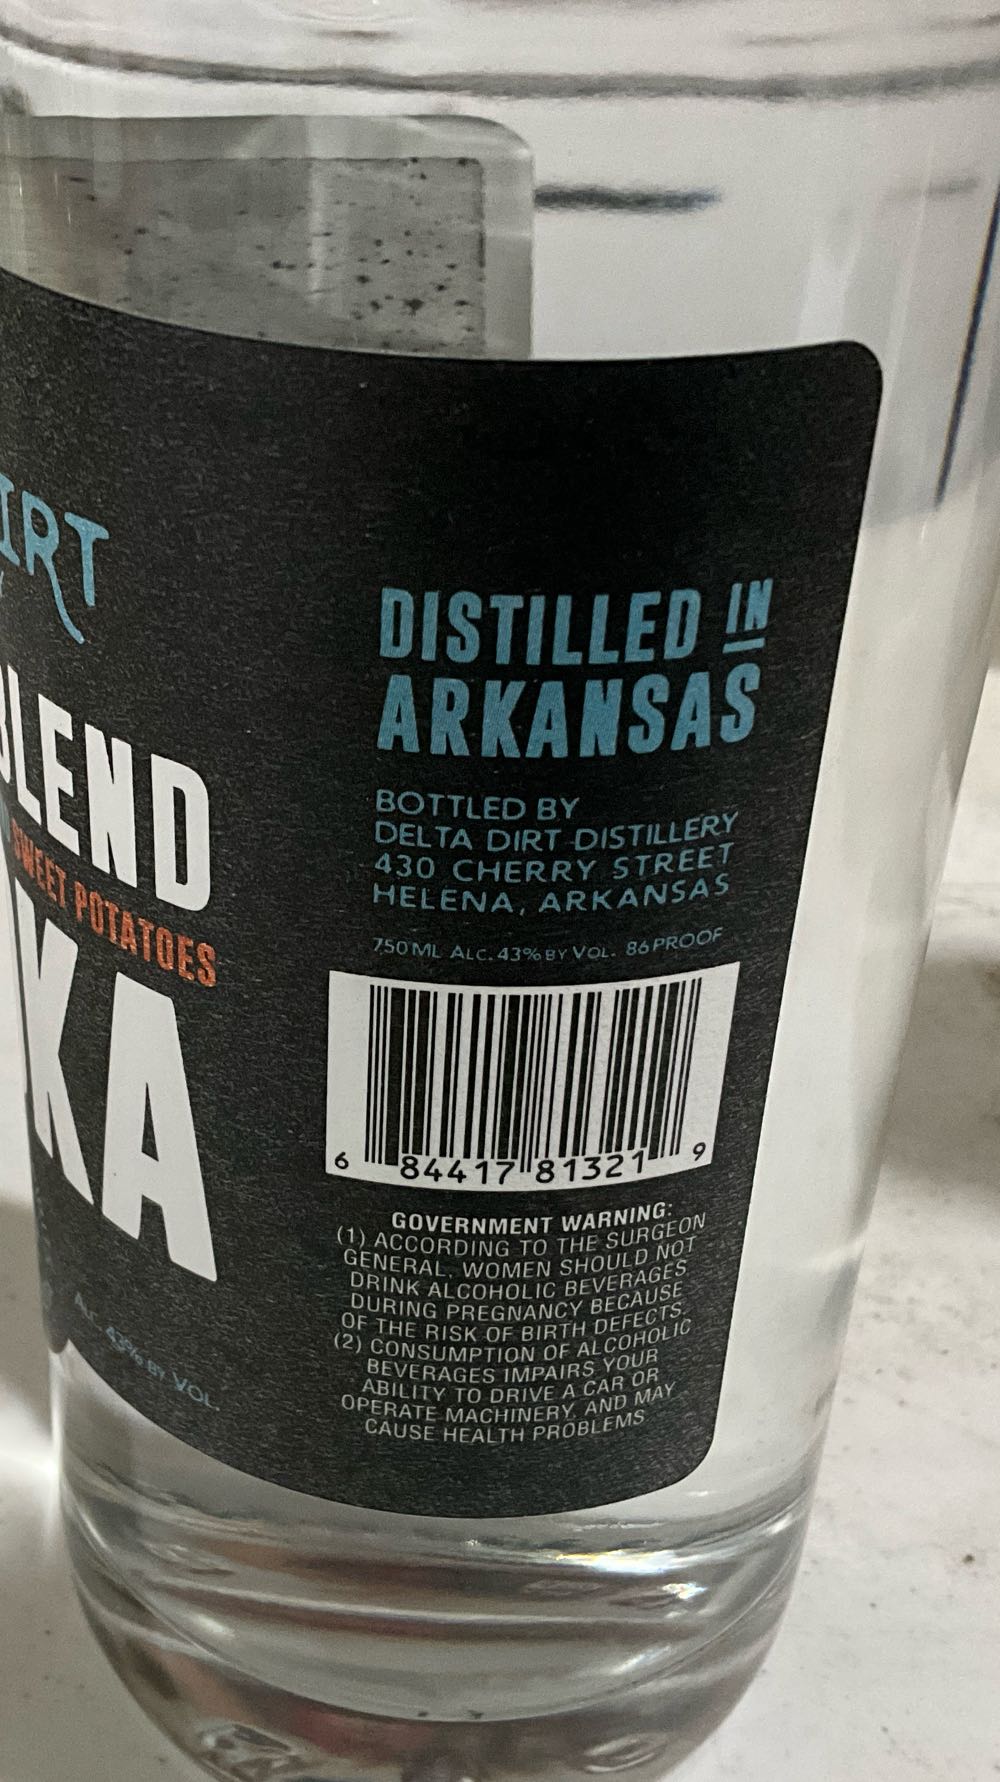 IRT
BLEND
SWEET POTATOES
KA
ALC. 43% BY VOL.
DISTILLED IN
ARKANSAS
BOTTLED BY
DELTA DIRT DISTILLERY
430 CHERRY STREET
HELENA, ARKANSAS
750 ML ALC. 43% BY VOL. 86 PROOF
6 84417 81321 9
GOVERNMENT WARNING:
(1) ACCORDING TO THE SURGEON
GENERAL, WOMEN SHOULD NOT
DRINK ALCOHOLIC BEVERAGES
DURING PREGNANCY BECAUSE
OF THE RISK OF BIRTH DEFECTS.
(2) CONSUMPTION OF ALCOHOLIC
BEVERAGES IMPAIRS YOUR
ABILITY TO DRIVE A CAR OR
OPERATE MACHINERY, AND MAY
CAUSE HEALTH PROBLEMS